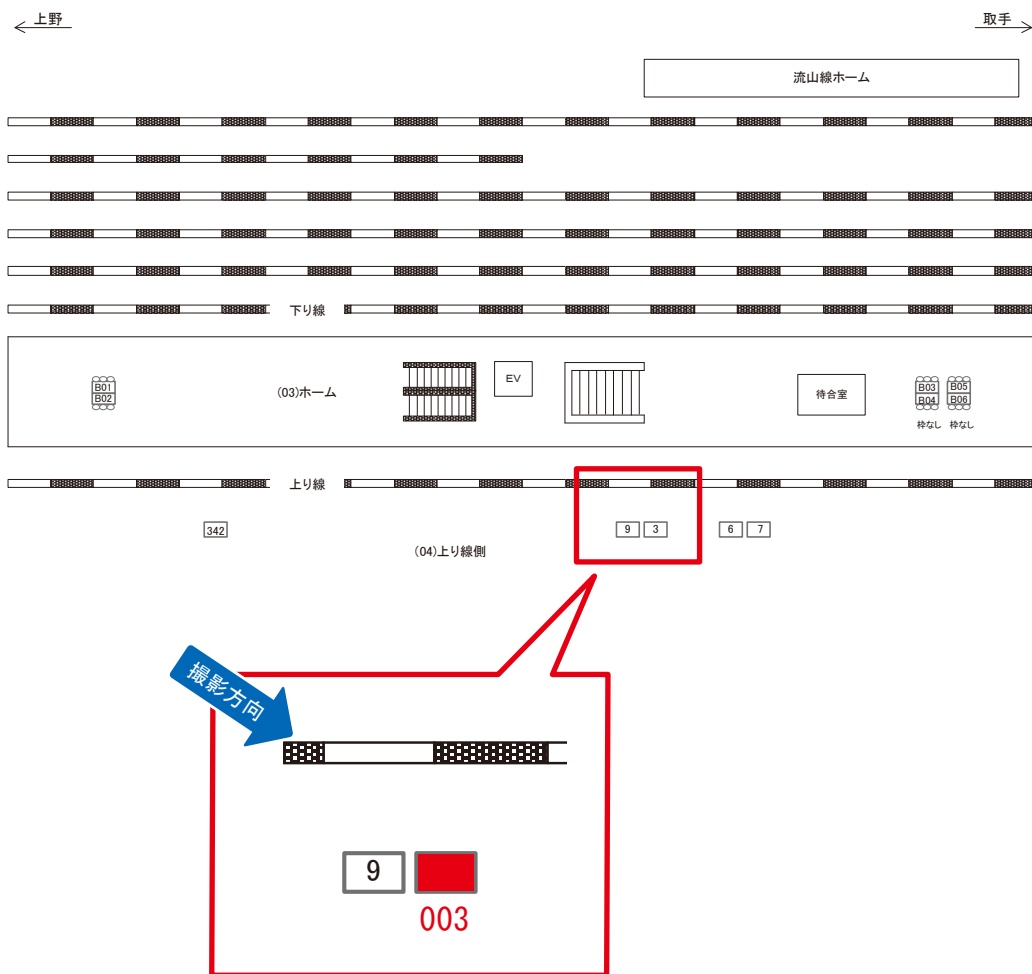 上野
取手
流山線ホーム
下り線
B01
B02
(03)ホーム
EV
待合室
B03
B04
B05
B06
枠なし
枠なし
上り線
342
9
3
6
7
(04)上り線側
撮影方向
9
003